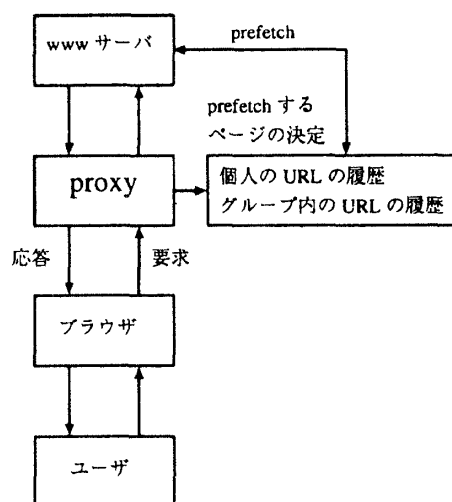 prefetch
www サーバ
prefetch する
ページの決定
proxy
個人の URL の履歴
グループ内の URL の履歴
応答
要求
ブラウザ
ユーザ